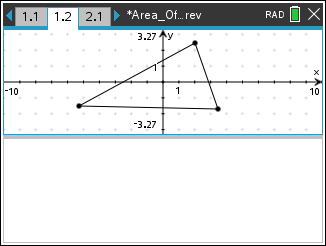 1.1 1.2 2.1 *Area_Of...rev RAD
3.27 y
1
x
-10 1 10
-3.27